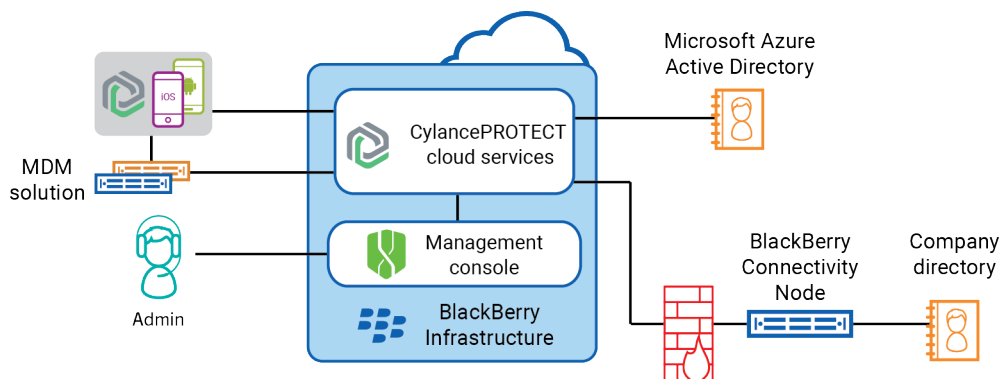 Microsoft Azure
Active Directory
iOS
CylancePROTECT
cloud services
MDM
solution
Management
console
BlackBerry
Connectivity
Node
Company
directory
Admin
BlackBerry
Infrastructure